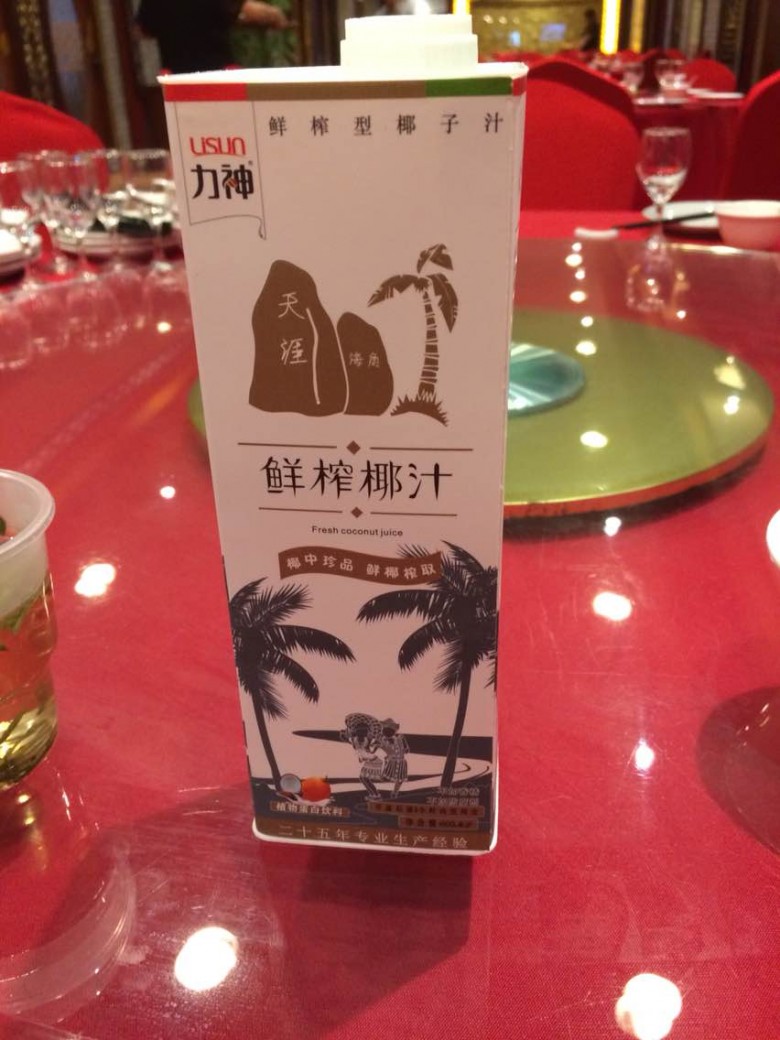 鲜榨型椰子汁
LISUN
力神®
天涯
海角
鲜榨椰汁
Fresh coconut juice
椰中珍品 鲜椰榨取
植物蛋白饮料
二十五年专业生产经验